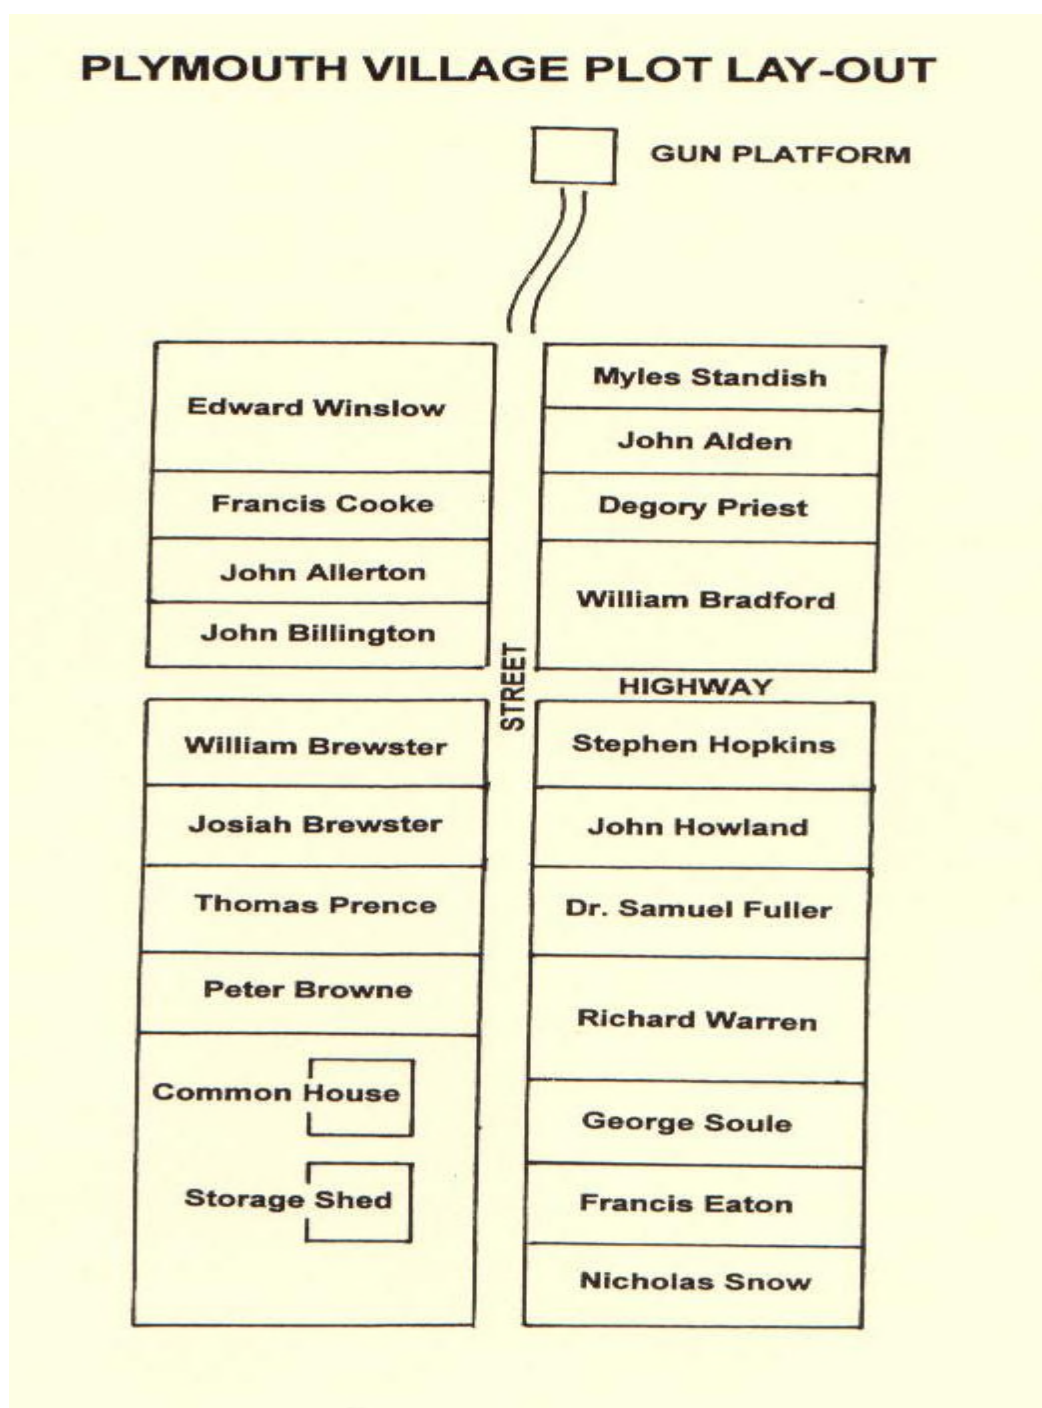 PLYMOUTH VILLAGE PLOT LAY-OUT
GUN PLATFORM
Edward Winslow
Francis Cooke
John Allerton
John Billington
Myles Standish
John Alden
Degory Priest
William Bradford
STREET
HIGHWAY
William Brewster
Josiah Brewster
Thomas Prence
Peter Browne
Common House
Storage Shed
Stephen Hopkins
John Howland
Dr. Samuel Fuller
Richard Warren
George Soule
Francis Eaton
Nicholas Snow